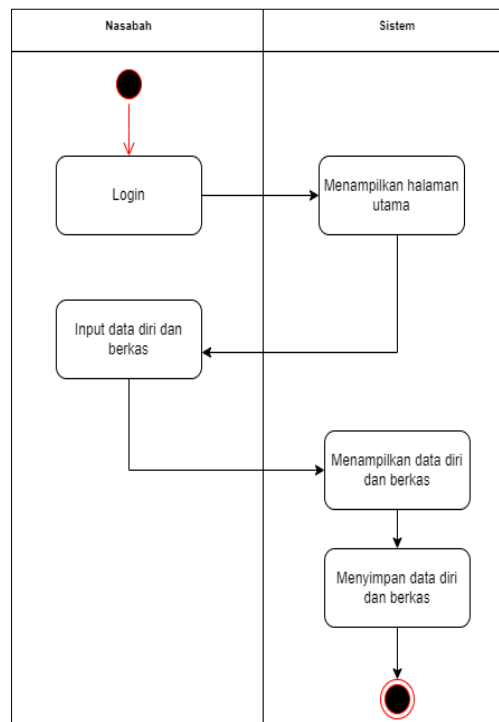 Nasabah
Sistem
Login
Menampilkan halaman
utama
Input data diri dan
berkas
Menampilkan data diri
dan berkas
Menyimpan data diri
dan berkas